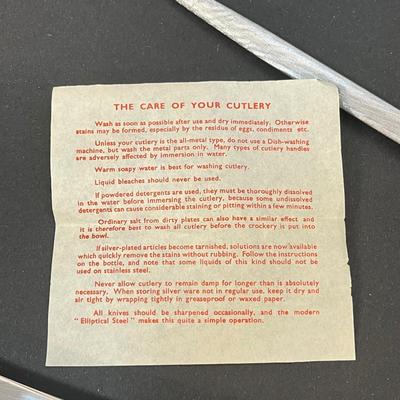 THE CARE OF YOUR CUTLERY
Wash as soon as possible after use and dry immediately. Otherwise
stains may be formed, especially by the residue of eggs, condiments etc.
Unless your cutlery is the all-metal type, do not use a Dish-washing
machine, but wash the metal parts only. Many types of cutlery handles
are adversely affected by immersion in water.
Warm soapy water is best for washing cutlery.
Liquid bleaches should never be used.
If powdered detergents are used, they must be thoroughly dissolved
in the water before immersing the cutlery, because some undissolved
detergents can cause considerable staining or pitting within a few minutes.
Ordinary salt from dirty plates can also have a similar effect and
it is therefore best to wash all cutlery before the crockery is put into
the bowl.
If silver-plated articles become tarnished, solutions are now available
which quickly remove the stains without rubbing. Follow the instructions
on the bottle, and note that some liquids of this kind should not be
used on stainless steel.
Never allow cutlery to remain damp for longer than is absolutely
necessary. When storing silver ware not in regular use, keep it dry and
air tight by wrapping tightly in greaseproof or waxed paper.
All knives should be sharpened occasionally, and the modern
" Elliptical Steel " makes this quite a simple operation.